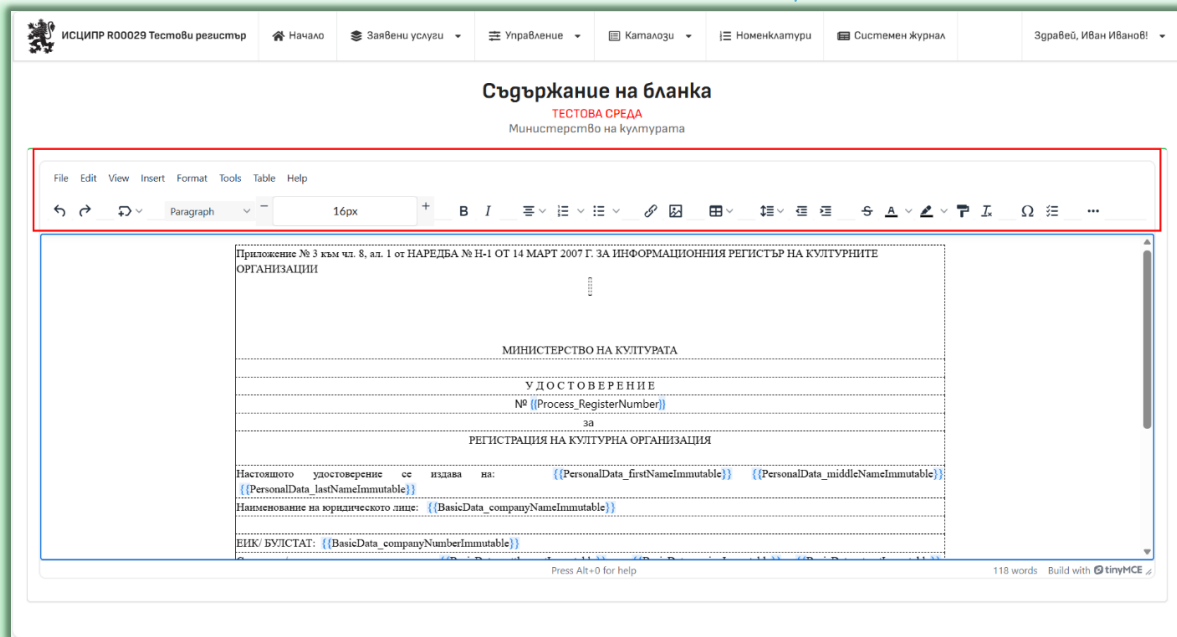 ИСЦИПР R00029 Тестови регистър Начало Заявени услуги Управление Каталози Номенклатури Системен журнал Здравей, Иван Иванов!
Съдържание на бланка
ТЕСТОВА СРЕДА
Министерство на културата
File Edit View Insert Format Tools Table Help
Paragraph − 16px + B I
Приложение № 3 към чл. 8, ал. 1 от НАРЕДБА № Н-1 ОТ 14 МАРТ 2007 Г. ЗА ИНФОРМАЦИОННИЯ РЕГИСТЪР НА КУЛТУРНИТЕ
ОРГАНИЗАЦИИ
МИНИСТЕРСТВО НА КУЛТУРАТА
У Д О С Т О В Е Р Е Н И Е
№ {{Process_RegisterNumber}}
за
РЕГИСТРАЦИЯ НА КУЛТУРНА ОРГАНИЗАЦИЯ
Настоящото удостоверение се издава на: {{PersonalData_firstNameImmutable}} {{PersonalData_middleNameImmutable}}
{{PersonalData_lastNameImmutable}}
Наименование на юридическото лице: {{BasicData_companyNameImmutable}}
ЕИК/ БУЛСТАТ: {{BasicData_companyNumberImmutable}}
Press Alt+0 for help 118 words Build with tinyMCE